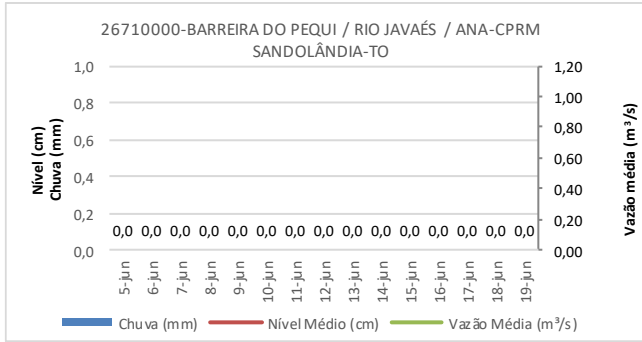 26710000-BARREIRA DO PEQUI / RIO JAVAÉS / ANA-CPRM
SANDOLÂNDIA-TO
Nível (cm)
Chuva (mm)
1,0
0,8
0,6
0,4
0,2
0,0
0,0 0,0 0,0 0,0 0,0 0,0 0,0 0,0 0,0 0,0 0,0 0,0 0,0 0,0 0,0
1,20
1,00
0,80
0,60
0,40
0,20
0,00
Vazão média (m³/s)
5-jun
6-jun
7-jun
8-jun
9-jun
10-jun
11-jun
12-jun
13-jun
14-jun
15-jun
16-jun
17-jun
18-jun
19-jun
Chuva (mm) Nível Médio (cm) Vazão Média (m³/s)